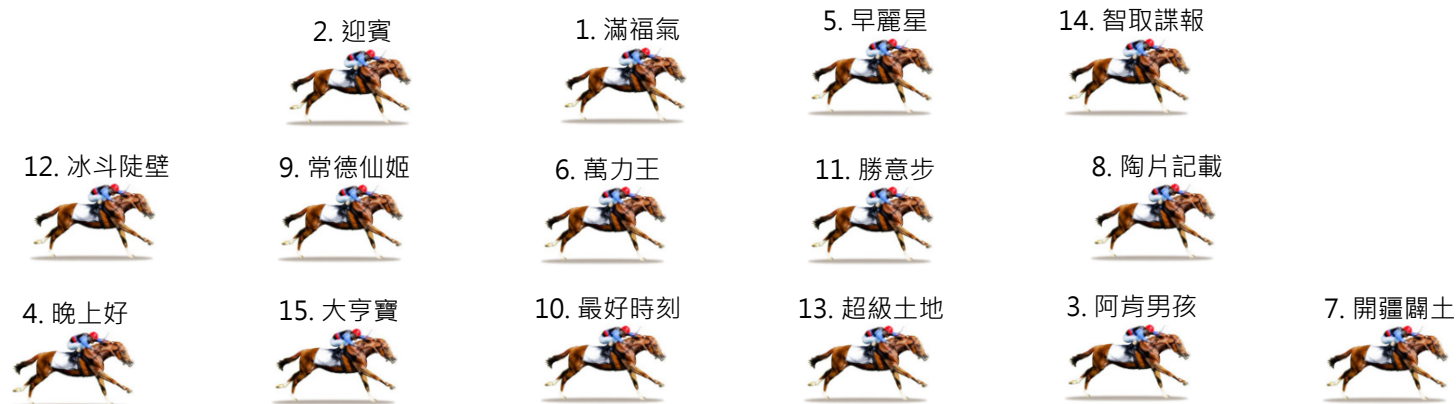 2. 迎賓
1. 滿福氣
5. 早麗星
14. 智取諜報
12. 冰斗陡壁
9. 常德仙姬
6. 萬力王
11. 勝意步
8. 陶片記載
4. 晚上好
15. 大亨寶
10. 最好時刻
13. 超級土地
3. 阿肯男孩
7. 開疆闢土